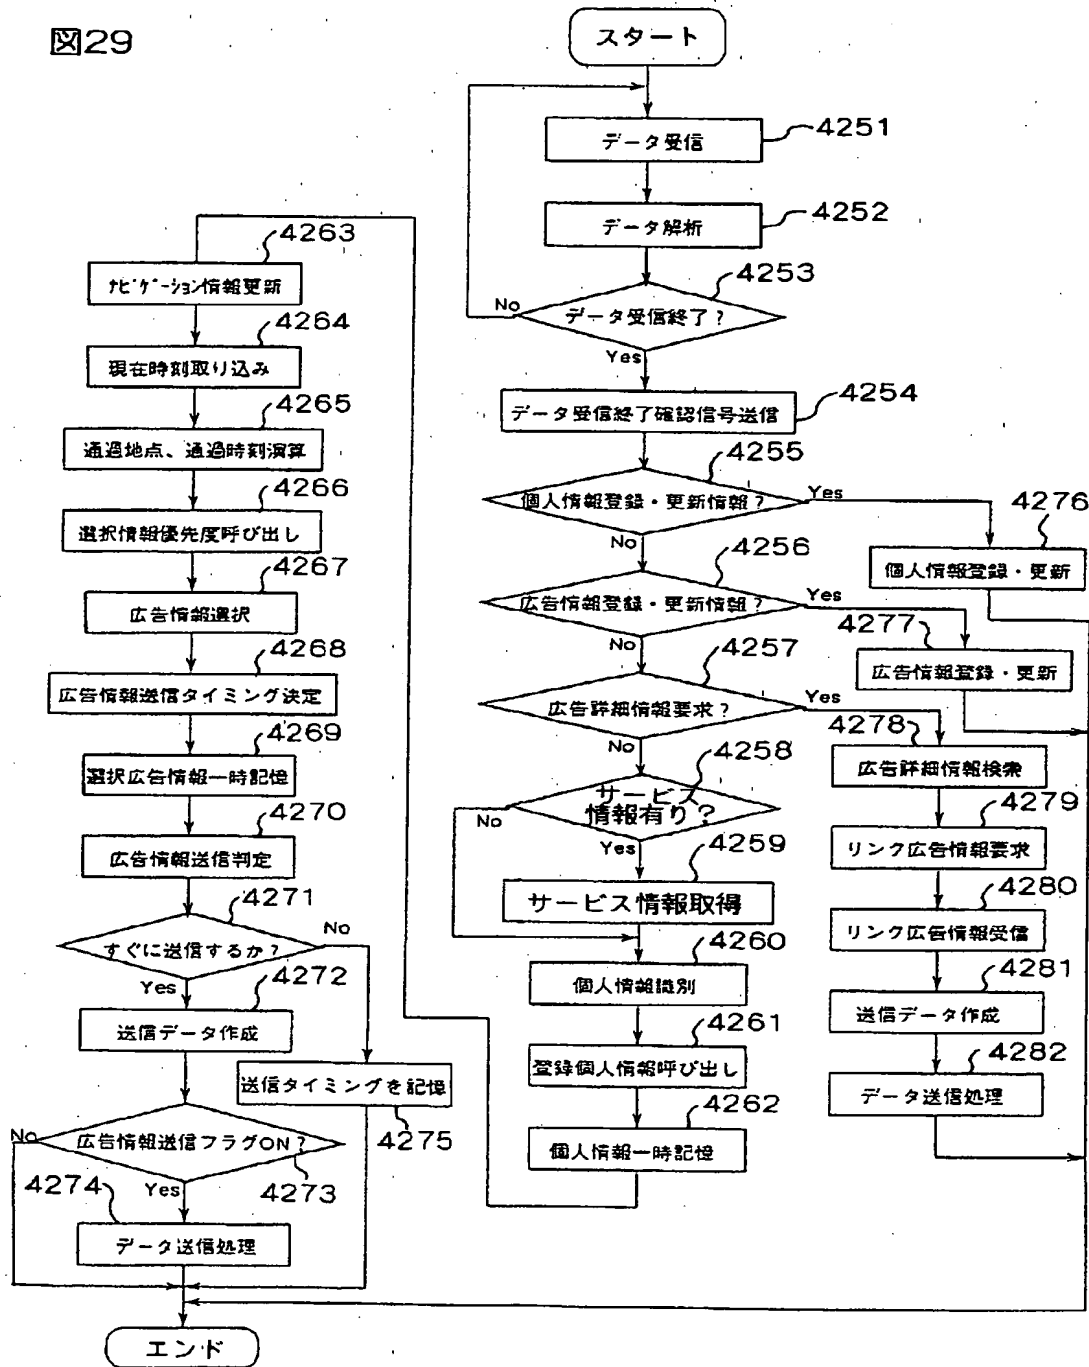 図29
スタート
4251
データ受信
4252
データ解析
4253
データ受信終了?
No
Yes
4254
データ受信終了確認信号送信
4255
個人情報登録・更新情報?
Yes
No
4256
広告情報登録・更新情報?
Yes
No
4257
広告詳細情報要求?
Yes
No
4258
サービス
情報有り?
No
Yes
4259
サービス情報取得
4260
個人情報識別
4261
登録個人情報呼び出し
4262
個人情報一時記憶
4263
ナビゲーション情報更新
4264
現在時刻取り込み
4265
通過地点、通過時刻演算
4266
選択情報優先度呼び出し
4267
広告情報選択
4268
広告情報送信タイミング決定
4269
選択広告情報一時記憶
4270
広告情報送信判定
4271
すぐに送信するか?
No
Yes
4272
送信データ作成
送信タイミングを記憶
4275
広告情報送信フラグON?
No
4273
Yes
4274
データ送信処理
エンド
4276
個人情報登録・更新
4277
広告情報登録・更新
4278
広告詳細情報検索
4279
リンク広告情報要求
4280
リンク広告情報受信
4281
送信データ作成
4282
データ送信処理